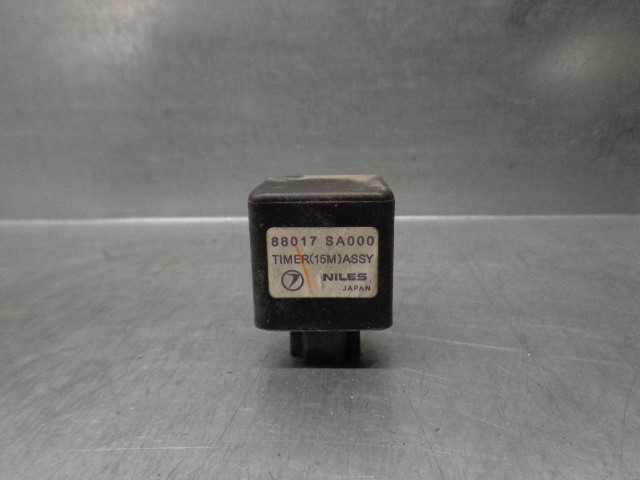 88017 SA000
TIMER(15M)ASSY
NILES
JAPAN